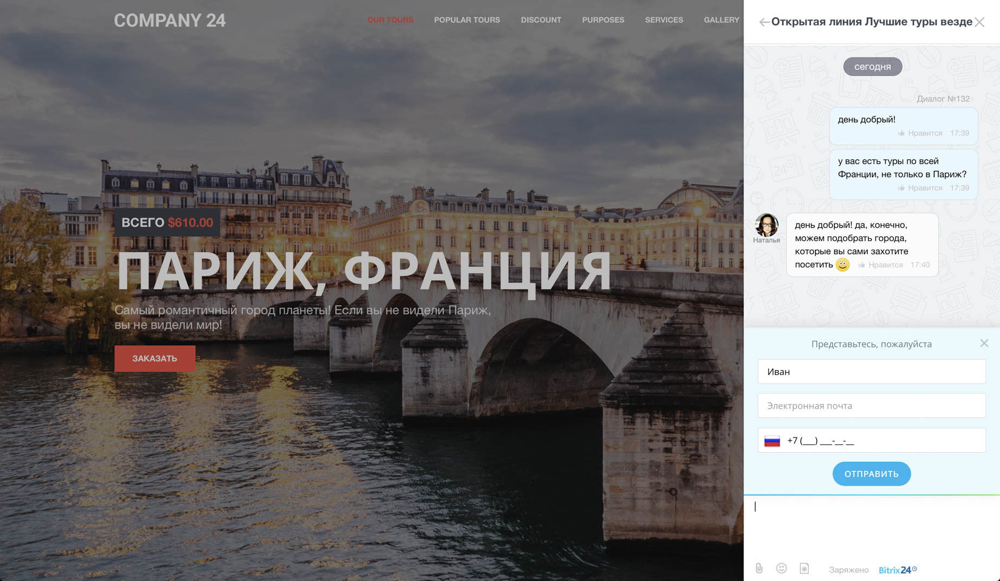 COMPANY 24
OUR TOURS POPULAR TOURS DISCOUNT PURPOSES SERVICES GALLERY
ВСЕГО $610.00
ПАРИЖ, ФРАНЦИЯ
Самый романтичный город планеты! Если вы не видели Париж,
вы не видели мир!
ЗАКАЗАТЬ
Открытая линия Лучшие туры везде
сегодня
Диалог №132
день добрый!
Нравится 17:39
у вас есть туры по всей
Франции, не только в Париж?
Нравится 17:39
Наталья
день добрый! да, конечно,
можем подобрать города,
которые вы сами захотите
посетить Нравится 17:40
Представьтесь, пожалуйста
Иван
Электронная почта
+7 (___) ___-__-__
ОТПРАВИТЬ
Заряжено Bitrix24